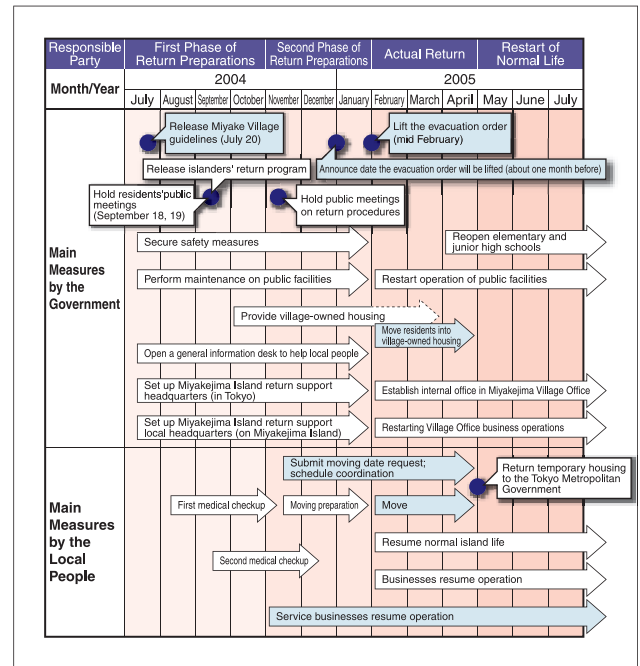 Responsible
Party
First Phase of
Return Preparations
Second Phase of
Return Preparations
Actual Return
Restart of
Normal Life
Month/Year
2004
2005
July
August
September
October
November
December
January
February
March
April
May
June
July
Main
Measures
by the
Government
Release Miyake Village
guidelines (July 20)
Lift the evacuation order
(mid February)
Release islanders' return program
Announce date the evacuation order will be lifted (about one month before)
Hold residents'public
meetings
(September 18, 19)
Hold public meetings
on return procedures
Secure safety measures
Reopen elementary and
junior high schools
Perform maintenance on public facilities
Restart operation of public facilities
Provide village-owned housing
Move residents into
village-owned housing
Open a general information desk to help local people
Set up Miyakejima Island return support
headquarters (in Tokyo)
Establish internal office in Miyakejima Village Office
Set up Miyakejima Island return support
local headquarters (on Miyakejima Island)
Restarting Village Office business operations
Main
Measures
by the
Local
People
Submit moving date request;
schedule coordination
Return temporary housing
to the Tokyo Metropolitan
Government
First medical checkup
Moving preparation
Move
Resume normal island life
Second medical checkup
Businesses resume operation
Service businesses resume operation